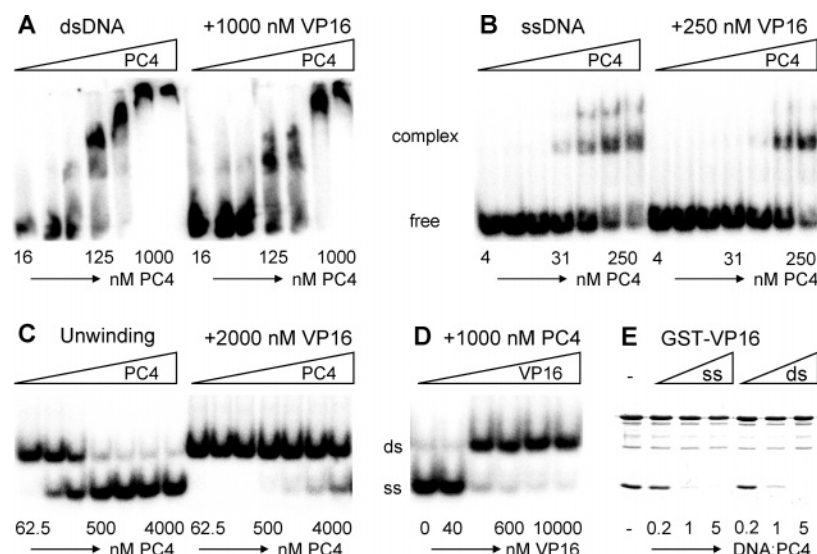 A dsDNA +1000 nM VP16
PC4 PC4
16 125 1000 16 125 1000
nM PC4 nM PC4
B ssDNA +250 nM VP16
PC4 PC4
complex
free
4 31 250 4 31 250
nM PC4 nM PC4
C Unwinding +2000 nM VP16
PC4 PC4
62.5 500 4000 62.5 500 4000
nM PC4 nM PC4
D +1000 nM PC4
VP16
ds
ss
0 40 600 10000
nM VP16
E GST-VP16
- ss ds
- 0.2 1 5 0.2 1 5
DNA:PC4